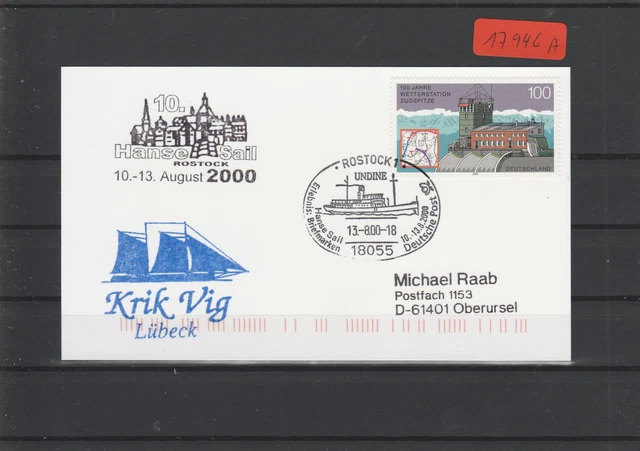 17946 A
10.
Hanse Sail
ROSTOCK
10.-13. August 2000
100 JAHRE
WETTERSTATION
ZUGSPITZE
100
DEUTSCHLAND
ROSTOCK 1
UNDINE
Erlebnis: Briefmarken
Hanse Sail
13.-8.00-18
10.-13.8.2000
Deutsche Post
18055
Krik Vig
Lübeck
Michael Raab
Postfach 1153
D-61401 Oberursel